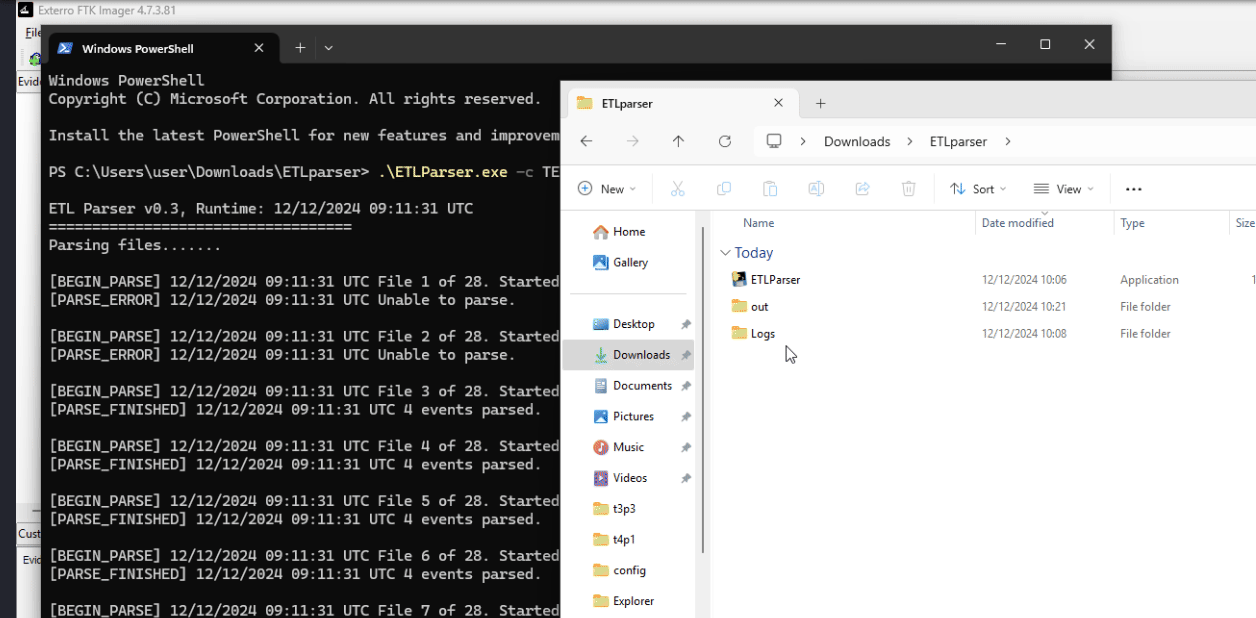 Exterro FTK Imager 4.7.3.81
File
Evid
Cust
Evid
Windows PowerShell
Windows PowerShell
Copyright (C) Microsoft Corporation. All rights reserved.
Install the latest PowerShell for new features and improvem
PS C:\Users\user\Downloads\ETLparser> .\ETLParser.exe -c TE
ETL Parser v0.3, Runtime: 12/12/2024 09:11:31 UTC
==================================
Parsing files.......
[BEGIN_PARSE] 12/12/2024 09:11:31 UTC File 1 of 28. Started
[PARSE_ERROR] 12/12/2024 09:11:31 UTC Unable to parse.
[BEGIN_PARSE] 12/12/2024 09:11:31 UTC File 2 of 28. Started
[PARSE_ERROR] 12/12/2024 09:11:31 UTC Unable to parse.
[BEGIN_PARSE] 12/12/2024 09:11:31 UTC File 3 of 28. Started
[PARSE_FINISHED] 12/12/2024 09:11:31 UTC 4 events parsed.
[BEGIN_PARSE] 12/12/2024 09:11:31 UTC File 4 of 28. Started
[PARSE_FINISHED] 12/12/2024 09:11:31 UTC 4 events parsed.
[BEGIN_PARSE] 12/12/2024 09:11:31 UTC File 5 of 28. Started
[PARSE_FINISHED] 12/12/2024 09:11:31 UTC 4 events parsed.
[BEGIN_PARSE] 12/12/2024 09:11:31 UTC File 6 of 28. Started
[PARSE_FINISHED] 12/12/2024 09:11:31 UTC 4 events parsed.
[BEGIN_PARSE] 12/12/2024 09:11:31 UTC File 7 of 28. Started
ETLparser
Downloads > ETLparser >
New Sort View
Home
Gallery
Desktop
Downloads
Documents
Pictures
Music
Videos
t3p3
t4p1
config
Explorer
Name Date modified Type Size
Today
ETLParser 12/12/2024 10:06 Application 1
out 12/12/2024 10:21 File folder
Logs 12/12/2024 10:08 File folder